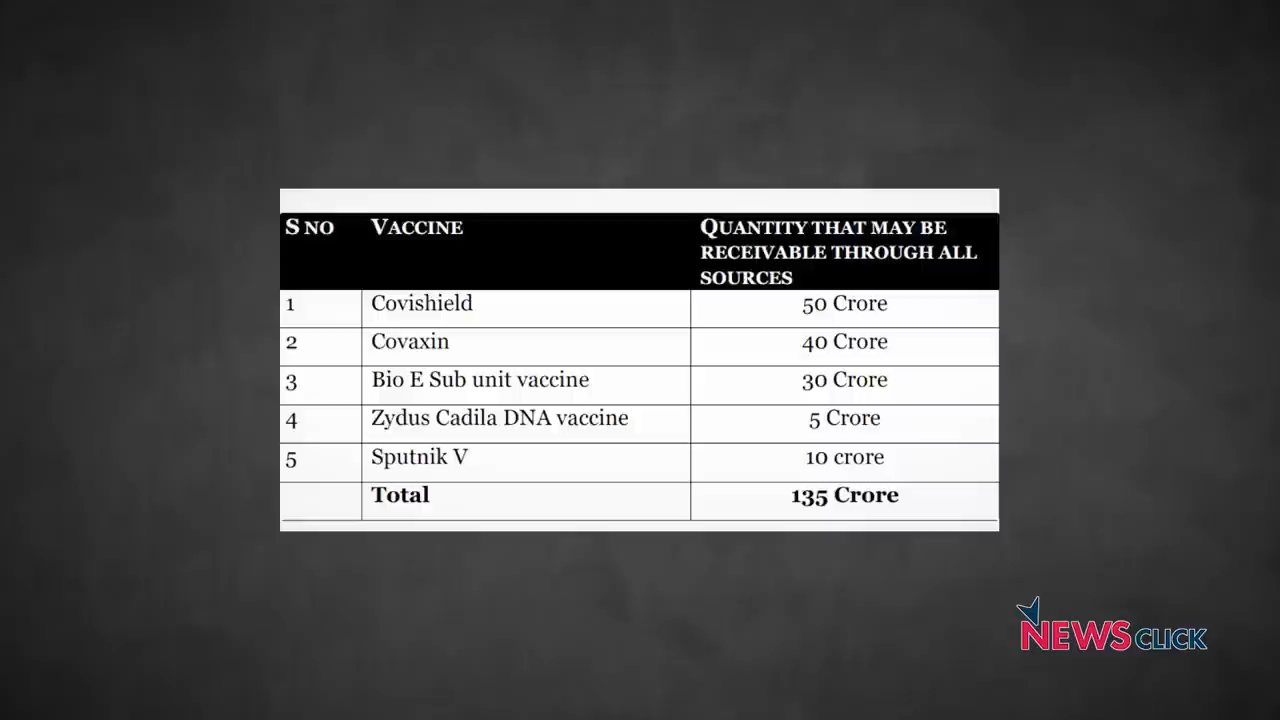 S NO VACCINE QUANTITY THAT MAY BE
RECEIVABLE THROUGH ALL
SOURCES
1 Covishield 50 Crore
2 Covaxin 40 Crore
3 Bio E Sub unit vaccine 30 Crore
4 Zydus Cadila DNA vaccine 5 Crore
5 Sputnik V 10 crore
Total 135 Crore
NEWSCLICK